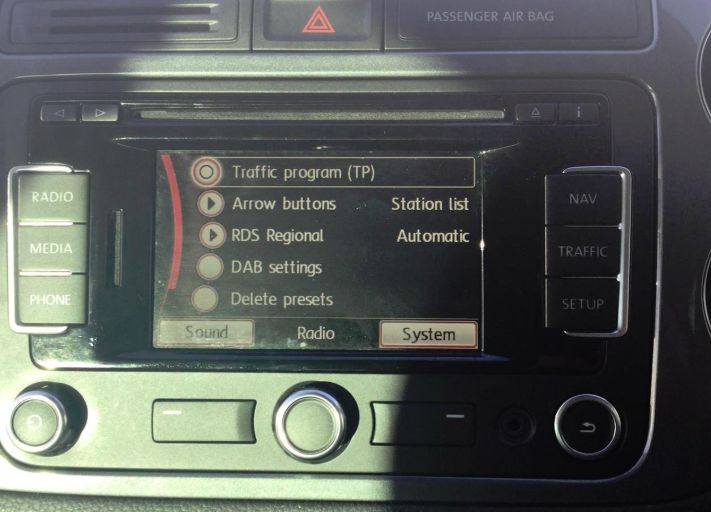 PASSENGER AIR BAG
i
RADIO
MEDIA
PHONE
Traffic program (TP)
Arrow buttons Station list
RDS Regional Automatic
DAB settings
Delete presets
Sound Radio System
NAV
TRAFFIC
SETUP